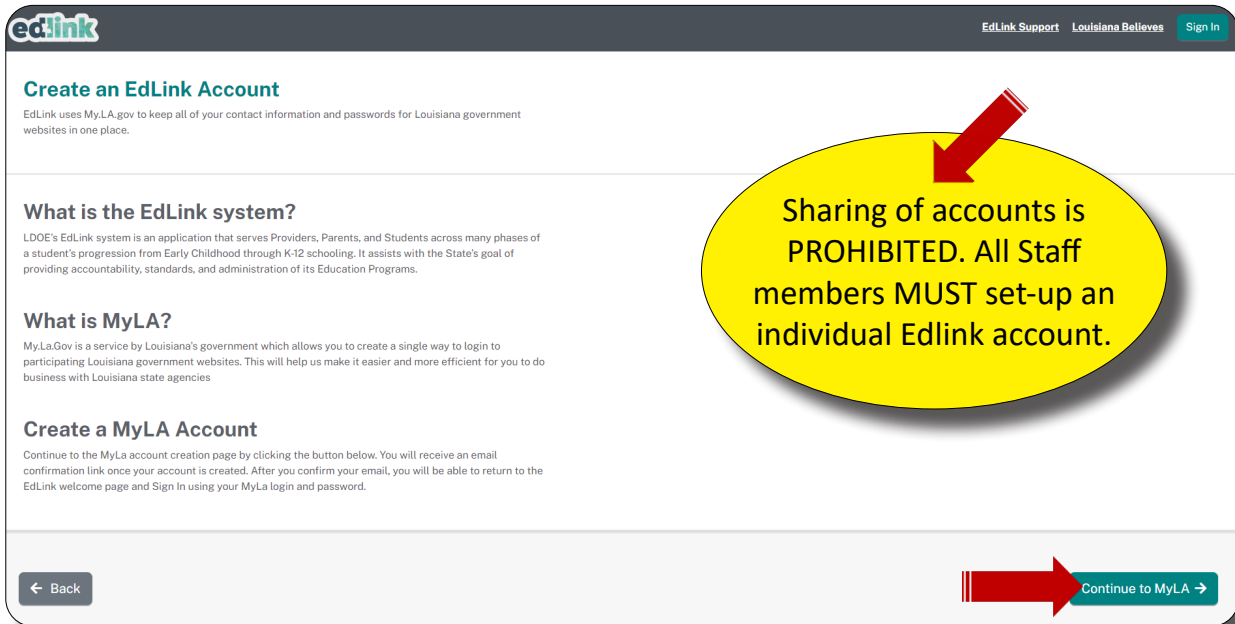 edlink
EdLink Support Louisiana Believes Sign In
Create an EdLink Account
EdLink uses My.LA.gov to keep all of your contact information and passwords for Louisiana government
websites in one place.
What is the EdLink system?
LDOE's EdLink system is an application that serves Providers, Parents, and Students across many phases of
a student's progression from Early Childhood through K-12 schooling. It assists with the State's goal of
providing accountability, standards, and administration of its Education Programs.
What is MyLA?
My.La.Gov is a service by Louisiana's government which allows you to create a single way to login to
participating Louisiana government websites. This will help us make it easier and more efficient for you to do
business with Louisiana state agencies
Create a MyLA Account
Continue to the MyLa account creation page by clicking the button below. You will receive an email
confirmation link once your account is created. After you confirm your email, you will be able to return to the
EdLink welcome page and Sign In using your MyLa login and password.
Sharing of accounts is
PROHIBITED. All Staff
members MUST set-up an
individual Edlink account.
← Back
Continue to MyLA →